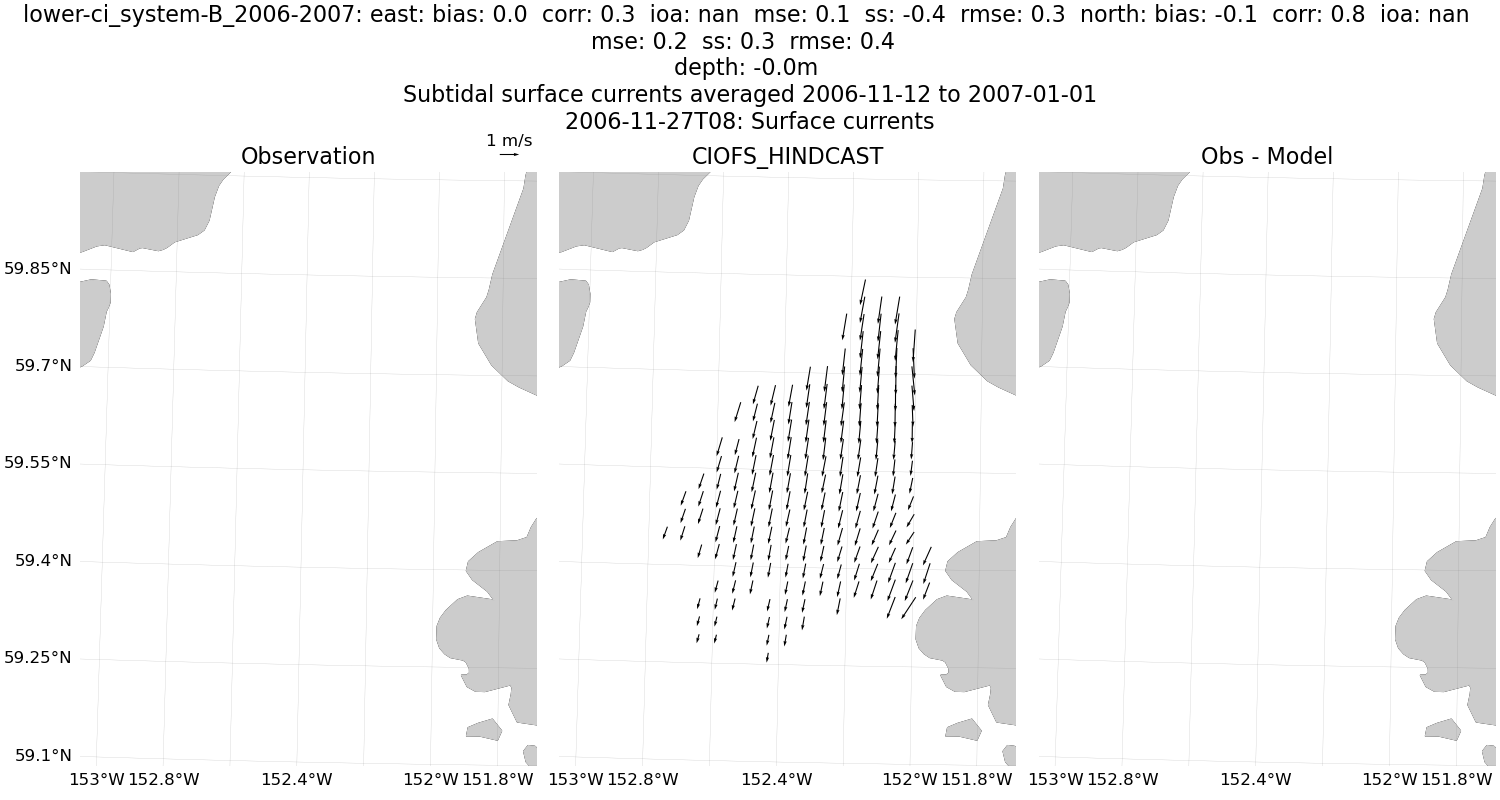 lower-ci_system-B_2006-2007: east: bias: 0.0 corr: 0.3 ioa: nan mse: 0.1 ss: -0.4 rmse: 0.3 north: bias: -0.1 corr: 0.8 ioa: nan
mse: 0.2 ss: 0.3 rmse: 0.4
depth: -0.0m
Subtidal surface currents averaged 2006-11-12 to 2007-01-01
2006-11-27T08: Surface currents
1 m/s
Observation
CIOFS_HINDCAST
Obs - Model
59.85°N
59.7°N
59.55°N
59.4°N
59.25°N
59.1°N
153°W 152.8°W 152.4°W 152°W 151.8°W
153°W 152.8°W 152.4°W 152°W 151.8°W
153°W 152.8°W 152.4°W 152°W 151.8°W